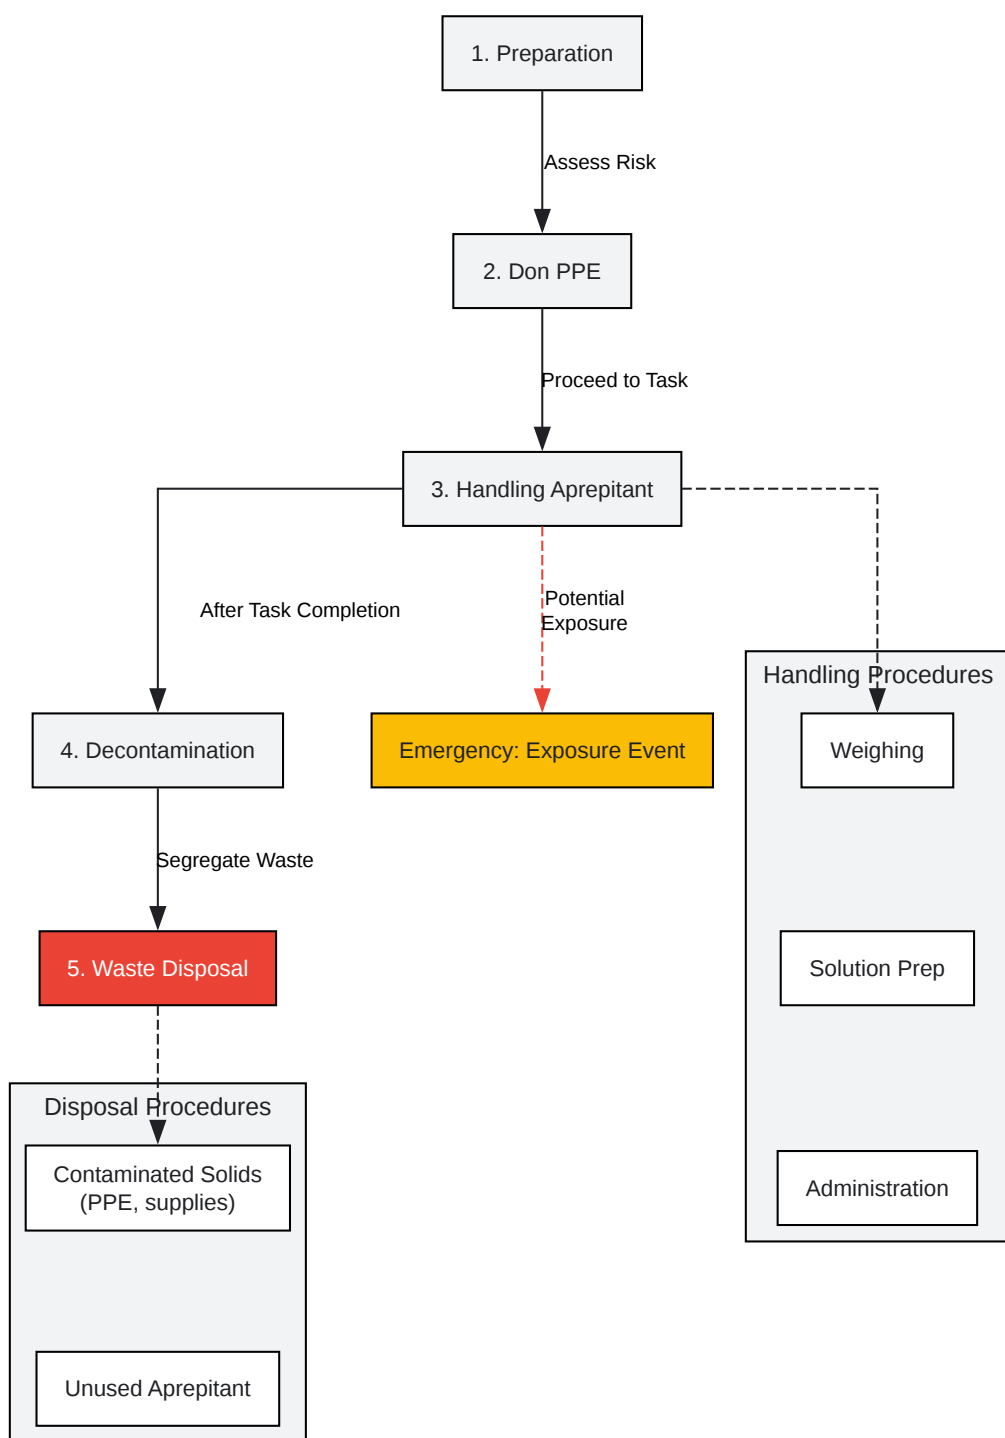 1. Preparation
Assess Risk
2. Don PPE
Proceed to Task
3. Handling Aprepitant
After Task Completion
Potential
Exposure
Handling Procedures
4. Decontamination
Emergency: Exposure Event
Weighing
Segregate Waste
5. Waste Disposal
Solution Prep
Disposal Procedures
Contaminated Solids
(PPE, supplies)
Administration
Unused Aprepitant